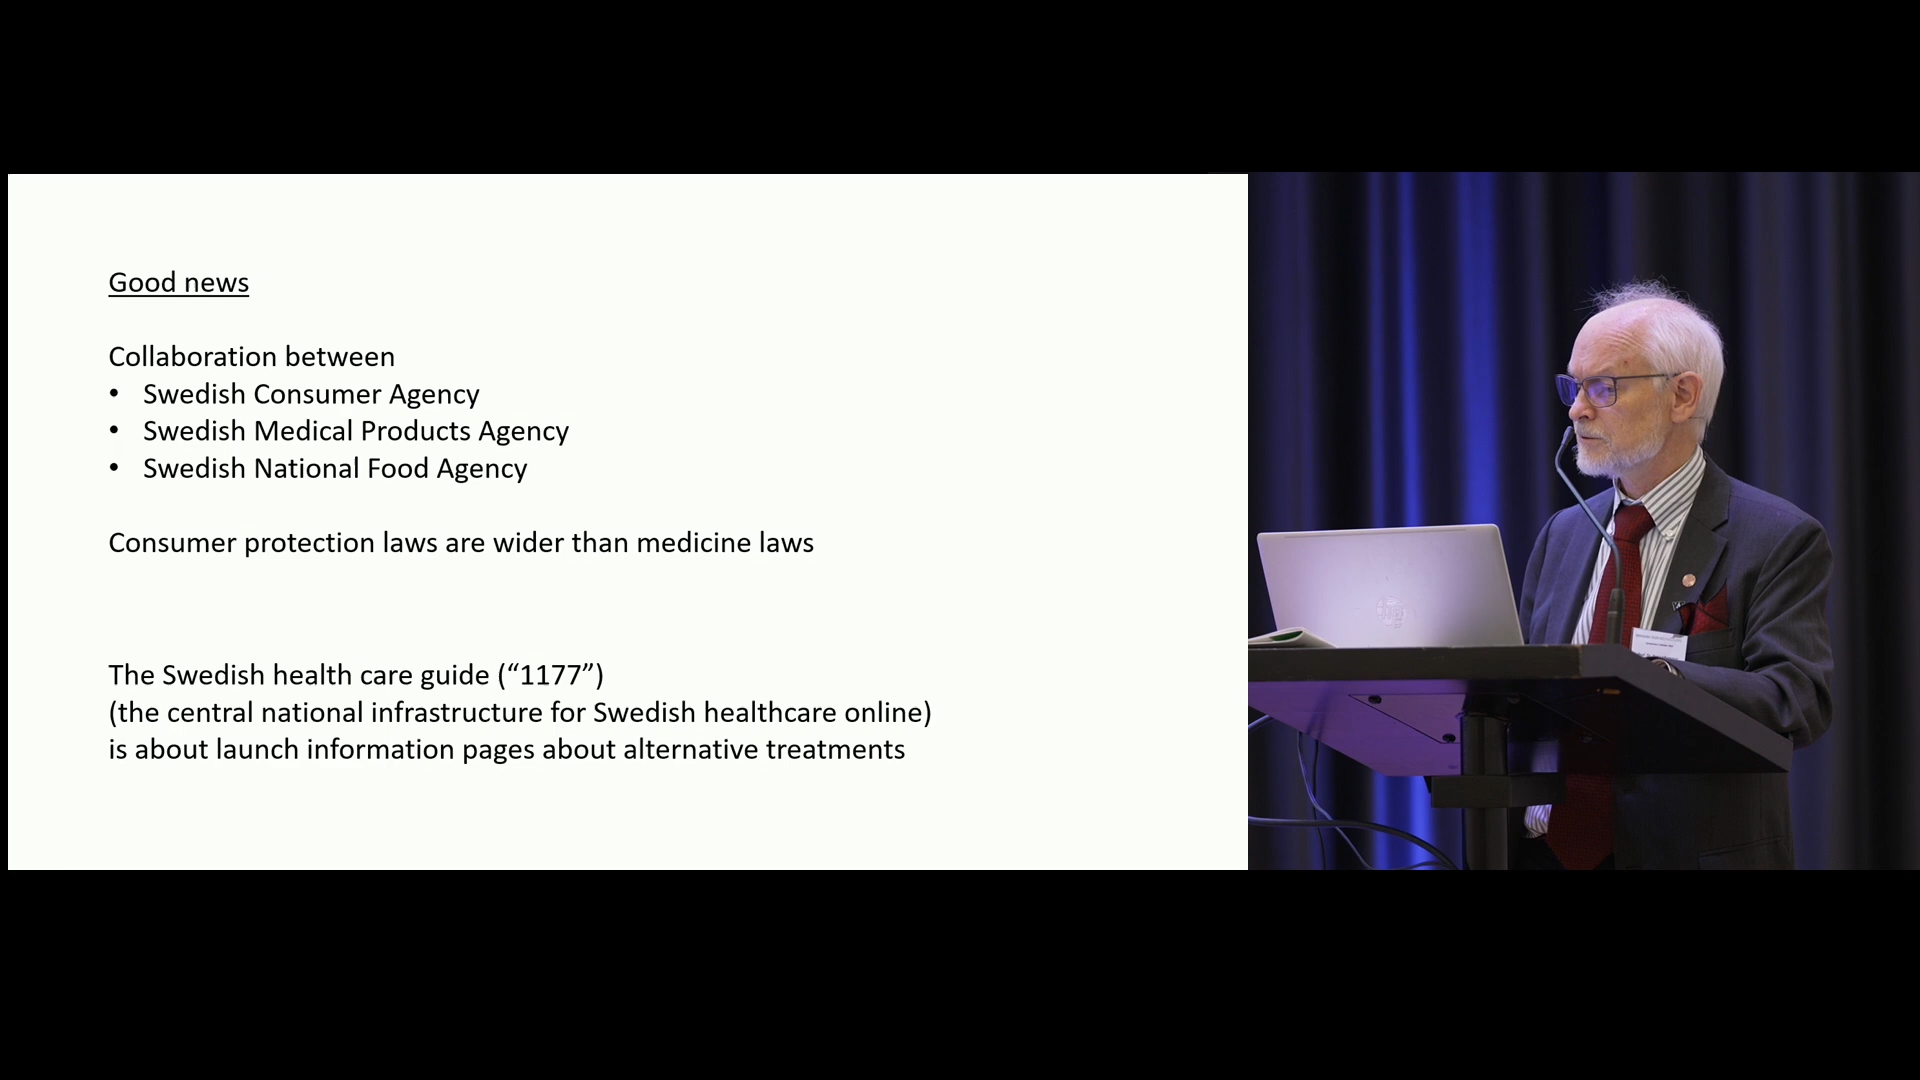 Good news
Collaboration between
• Swedish Consumer Agency
• Swedish Medical Products Agency
• Swedish National Food Agency
Consumer protection laws are wider than medicine laws
The Swedish health care guide (“1177”)
(the central national infrastructure for Swedish healthcare online)
is about launch information pages about alternative treatments